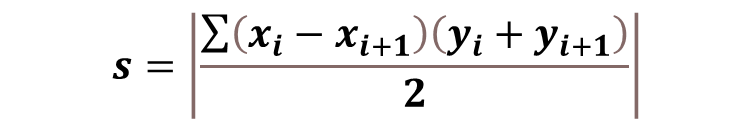 s = |∑(xᵢ − xᵢ₊₁)(yᵢ + yᵢ₊₁) / 2|